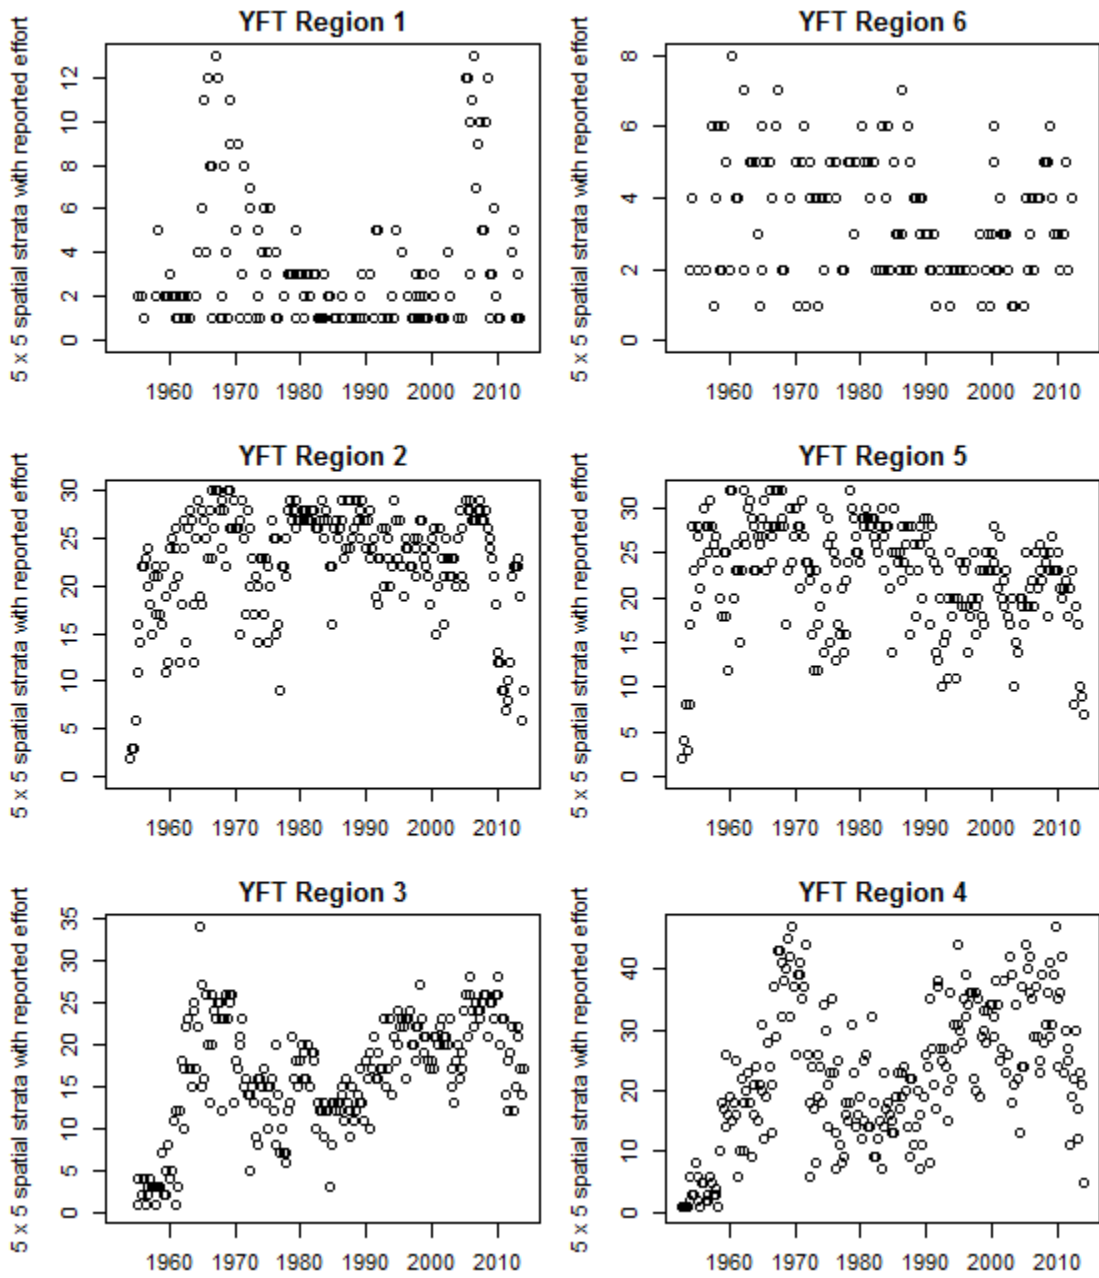 YFT Region 1
5 x 5 spatial strata with reported effort
0 2 4 6 8 10 12
1960 1970 1980 1990 2000 2010
YFT Region 6
5 x 5 spatial strata with reported effort
0 2 4 6 8
1960 1970 1980 1990 2000 2010
YFT Region 2
5 x 5 spatial strata with reported effort
0 5 10 15 20 25 30
1960 1970 1980 1990 2000 2010
YFT Region 5
5 x 5 spatial strata with reported effort
0 5 10 15 20 25 30
1960 1970 1980 1990 2000 2010
YFT Region 3
5 x 5 spatial strata with reported effort
0 5 10 15 20 25 30 35
1960 1970 1980 1990 2000 2010
YFT Region 4
5 x 5 spatial strata with reported effort
0 10 20 30 40
1960 1970 1980 1990 2000 2010